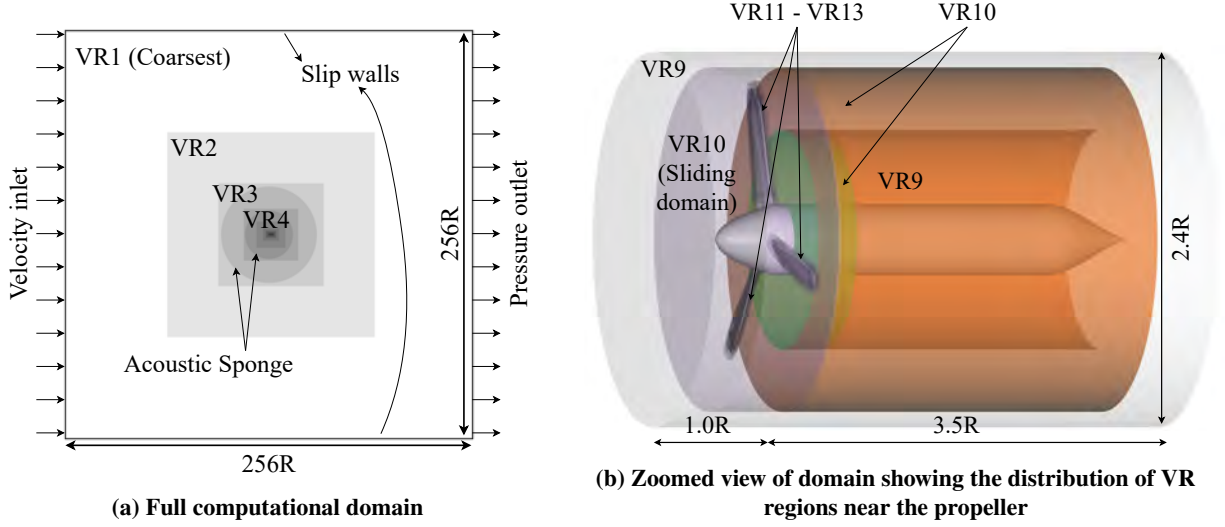 VR1 (Coarsest)
Slip walls
VR2
VR3
VR4
Velocity inlet
256R
Pressure outlet
Acoustic Sponge
256R
(a) Full computational domain
VR11 - VR13
VR10
VR9
VR10
(Sliding
domain)
VR9
2.4R
1.0R
3.5R
(b) Zoomed view of domain showing the distribution of VR
regions near the propeller